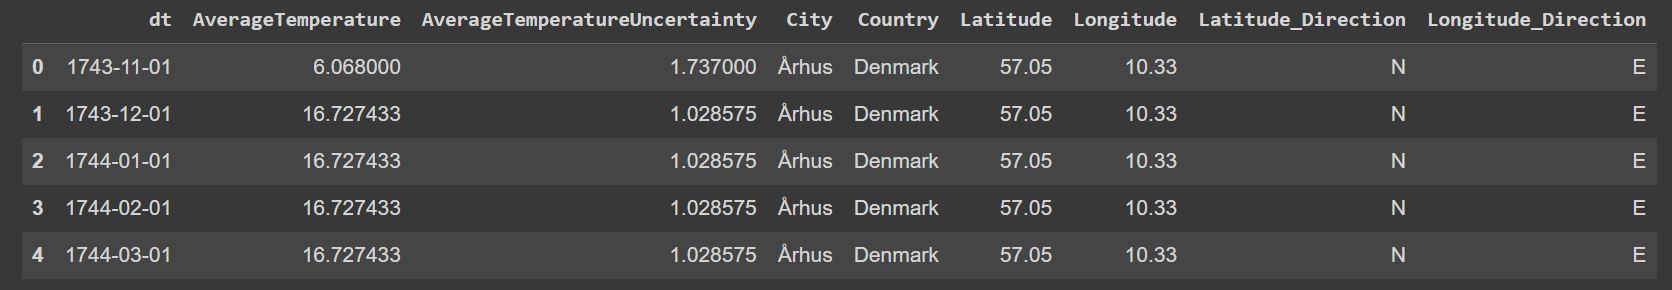 dt AverageTemperature AverageTemperatureUncertainty City Country Latitude Longitude Latitude_Direction Longitude_Direction
0 1743-11-01 6.068000 1.737000 Århus Denmark 57.05 10.33 N E
1 1743-12-01 16.727433 1.028575 Århus Denmark 57.05 10.33 N E
2 1744-01-01 16.727433 1.028575 Århus Denmark 57.05 10.33 N E
3 1744-02-01 16.727433 1.028575 Århus Denmark 57.05 10.33 N E
4 1744-03-01 16.727433 1.028575 Århus Denmark 57.05 10.33 N E